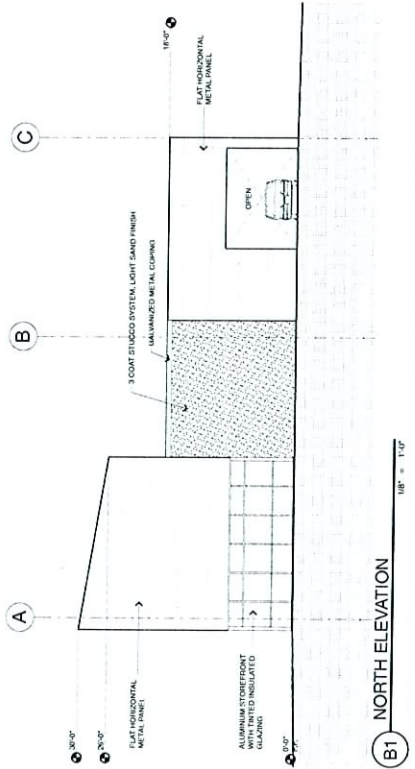 A
B
C
30'-0"
26'-0"
FLAT HORIZONTAL
METAL PANEL
ALUMINUM STOREFRONT
WITH TINTED INSULATED
GLAZING
0'-0" F.F.
3 COAT STUCCO SYSTEM, LIGHT SAND FINISH
GALVANIZED METAL COPING
18'-0"
FLAT HORIZONTAL
METAL PANEL
OPEN
B1
NORTH ELEVATION
1/8" = 1'-0"